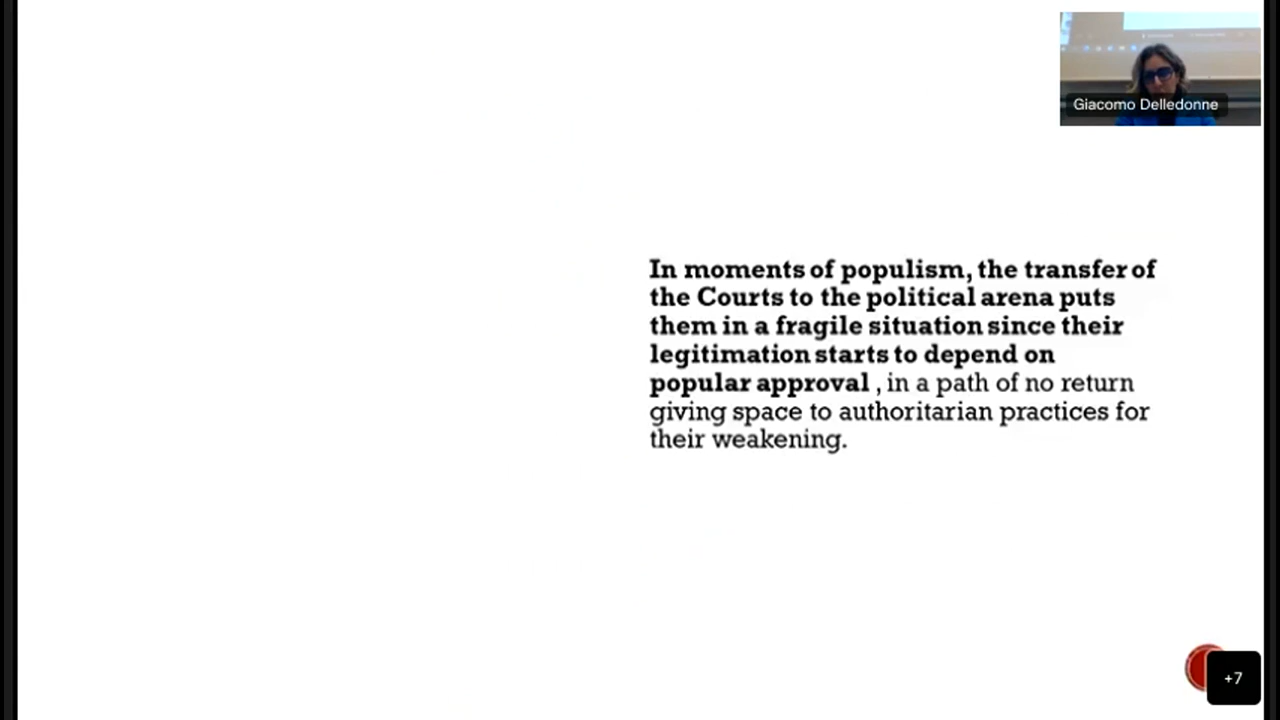 Giacomo Delledonne
In moments of populism, the transfer of
the Courts to the political arena puts
them in a fragile situation since their
legitimation starts to depend on
popular approval , in a path of no return
giving space to authoritarian practices for
their weakening.
+7